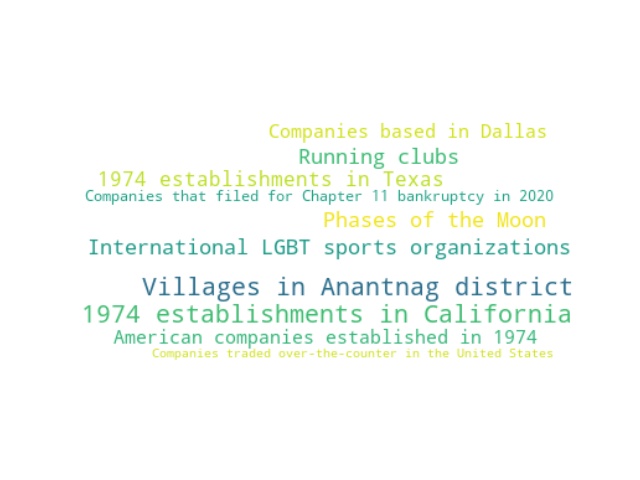 Companies based in Dallas
Running clubs
1974 establishments in Texas
Companies that filed for Chapter 11 bankruptcy in 2020
Phases of the Moon
International LGBT sports organizations
Villages in Anantnag district
1974 establishments in California
American companies established in 1974
Companies traded over-the-counter in the United States